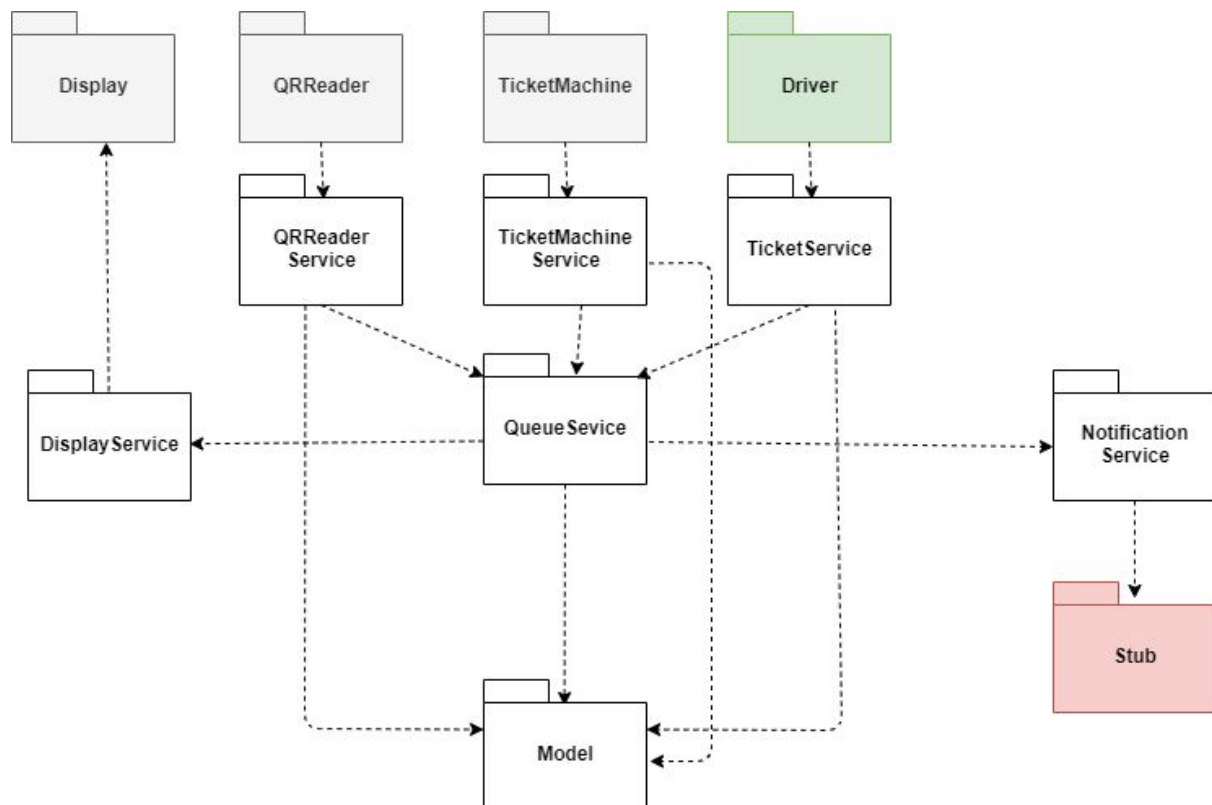 Display
QRReader
TicketMachine
Driver
QRReader
Service
TicketMachine
Service
TicketService
DisplayService
QueueSevice
Notification
Service
Stub
Model